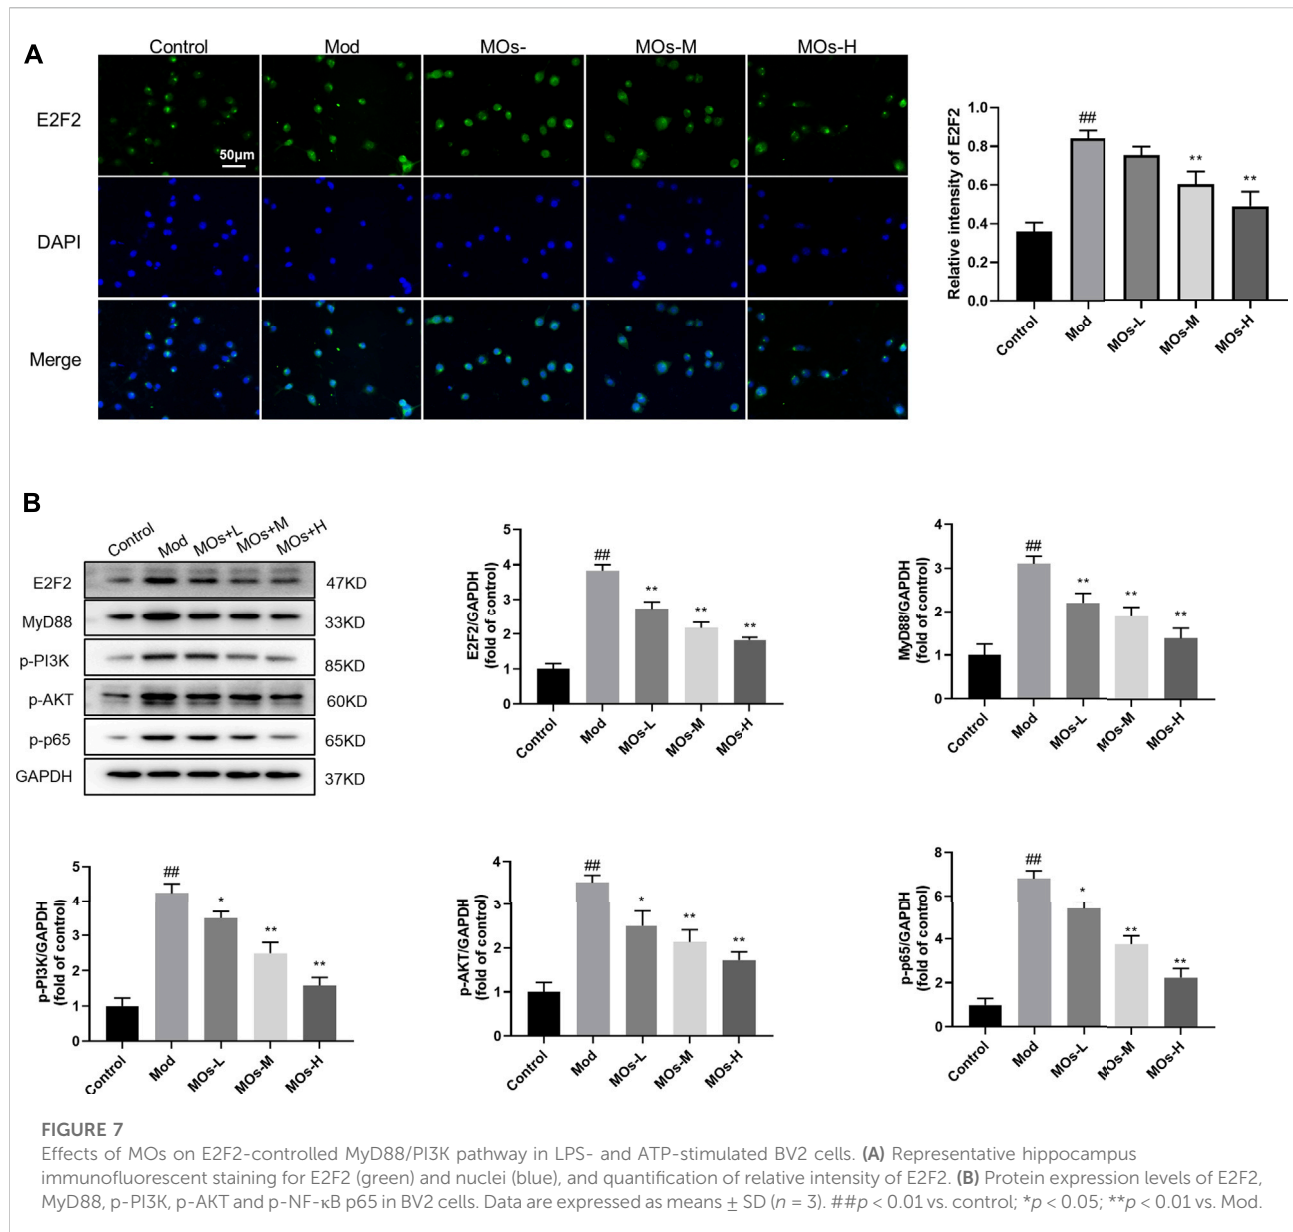 A
Control Mod MOs- MOs-M MOs-H
E2F2
50μm
DAPI
Merge
Relative intensity of E2F2
1.0
0.8
0.6
0.4
0.2
0.0
##
**
**
Control Mod MOs-L MOs-M MOs-H
B
Control Mod MOs+L MOs+M MOs+H
E2F2 47KD
MyD88 33KD
p-PI3K 85KD
p-AKT 60KD
p-p65 65KD
GAPDH 37KD
E2F2/GAPDH
(fold of control)
5
4
3
2
1
0
##
**
**
**
Control Mod MOs-L MOs-M MOs-H
MyD88/GAPDH
(fold of control)
4
3
2
1
0
##
**
**
**
Control Mod MOs-L MOs-M MOs-H
p-PI3K/GAPDH
(fold of control)
5
4
3
2
1
0
##
*
**
**
Control Mod MOs-L MOs-M MOs-H
p-AKT/GAPDH
(fold of control)
4
3
2
1
0
##
*
**
**
Control Mod MOs-L MOs-M MOs-H
p-p65/GAPDH
(fold of control)
8
6
4
2
0
##
*
**
**
Control Mod MOs-L MOs-M MOs-H
FIGURE 7
Effects of MOs on E2F2-controlled MyD88/PI3K pathway in LPS- and ATP-stimulated BV2 cells. (A) Representative hippocampus
immunofluorescent staining for E2F2 (green) and nuclei (blue), and quantification of relative intensity of E2F2. (B) Protein expression levels of E2F2,
MyD88, p-PI3K, p-AKT and p-NF-κB p65 in BV2 cells. Data are expressed as means ± SD (n = 3). ##p < 0.01 vs. control; *p < 0.05; **p < 0.01 vs. Mod.